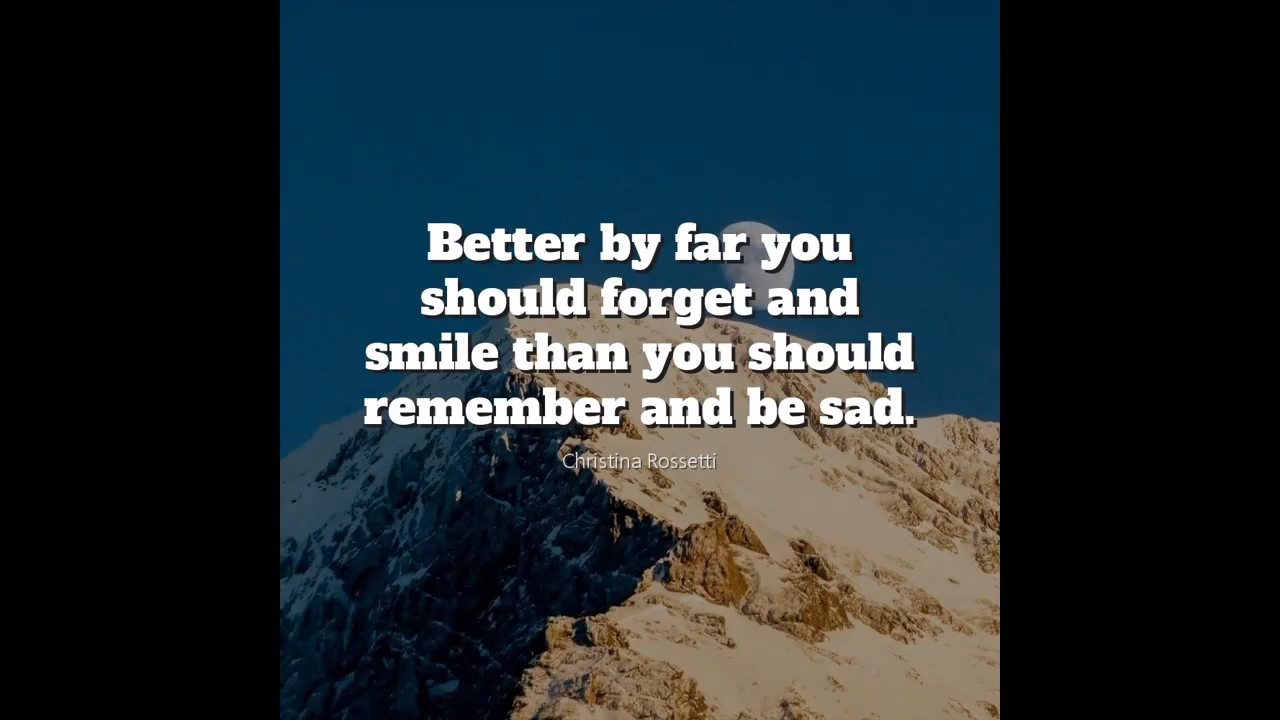 Better by far you
should forget and
smile than you should
remember and be sad.
Christina Rossetti